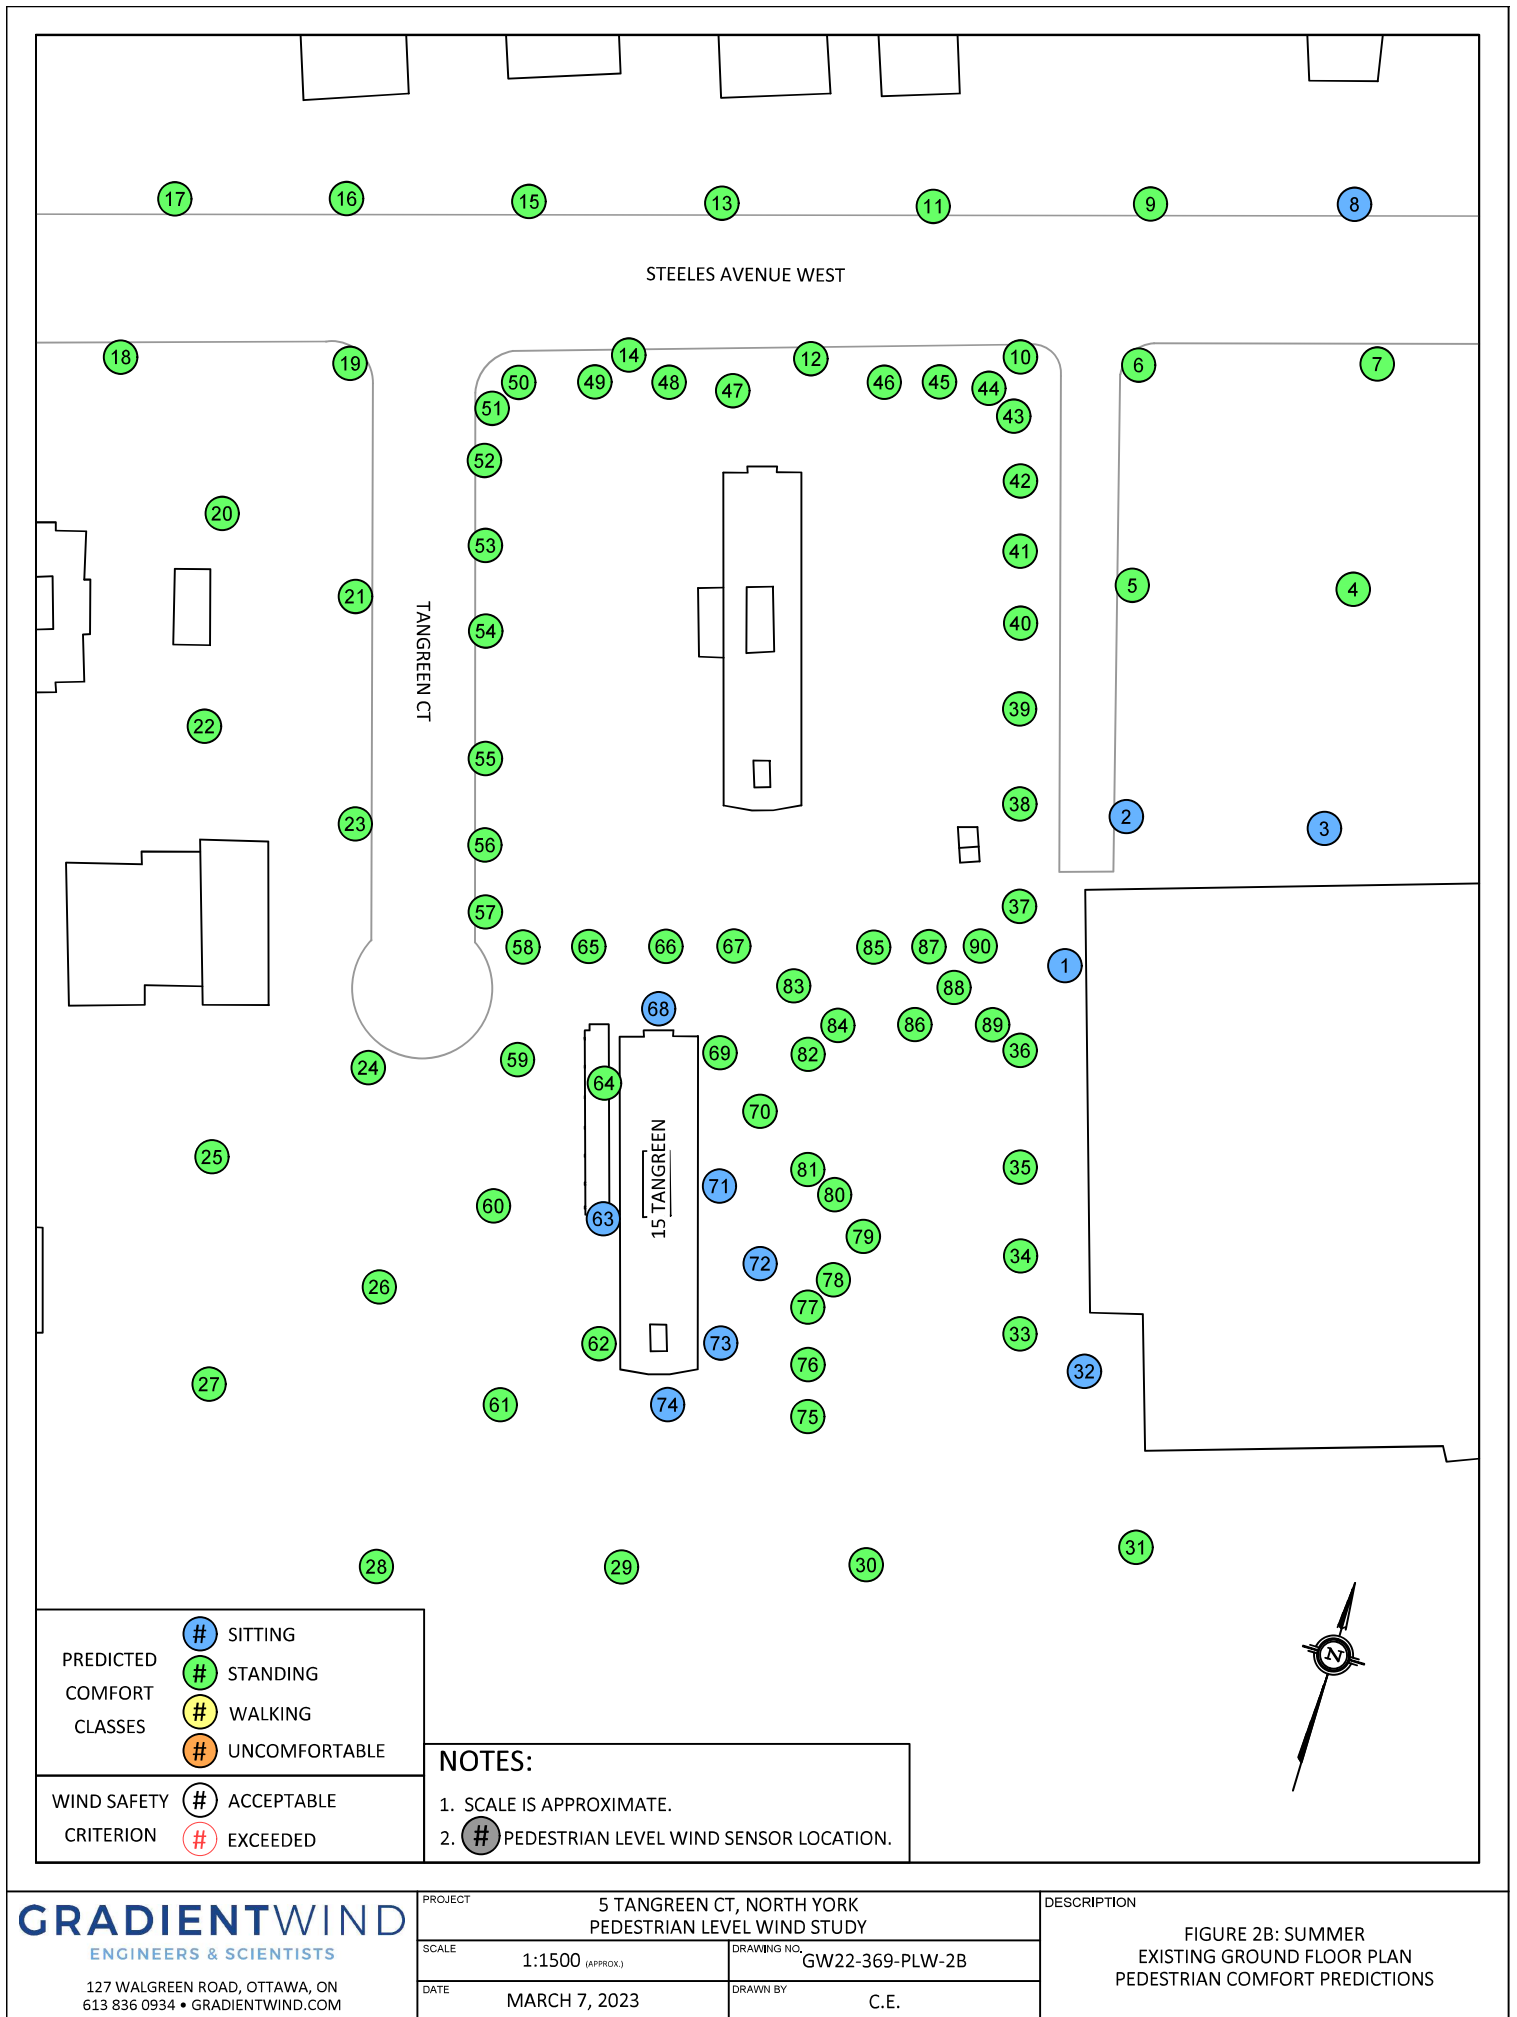 17 16 15 13 11 9 8
STEELES AVENUE WEST
18 19 14 12 10 6 7
50 49 48 47 46 45 44
51 43
52 42
20
53 41
21 5 4
54 40
TANGREEN CT
22 39
55
23 38 2 3
56
57 37
58 65 66 67 85 87 90
1
83 88
68
84 86 89
59 69 82 36
24 64
70
25 81 35
71 80
60 63
15 TANGREEN
79
72 34
26 78
77
62 73 33
76 32
27
61 74 75
28 29 30 31
N
PREDICTED
COMFORT
CLASSES
# SITTING
# STANDING
# WALKING
# UNCOMFORTABLE
WIND SAFETY
CRITERION
# ACCEPTABLE
# EXCEEDED
NOTES:
1. SCALE IS APPROXIMATE.
2. # PEDESTRIAN LEVEL WIND SENSOR LOCATION.
GRADIENTWIND
ENGINEERS & SCIENTISTS
127 WALGREEN ROAD, OTTAWA, ON
613 836 0934 • GRADIENTWIND.COM
PROJECT
5 TANGREEN CT, NORTH YORK
PEDESTRIAN LEVEL WIND STUDY
SCALE
1:1500 (APPROX.)
DRAWING NO.
GW22-369-PLW-2B
DATE
MARCH 7, 2023
DRAWN BY
C.E.
DESCRIPTION
FIGURE 2B: SUMMER
EXISTING GROUND FLOOR PLAN
PEDESTRIAN COMFORT PREDICTIONS